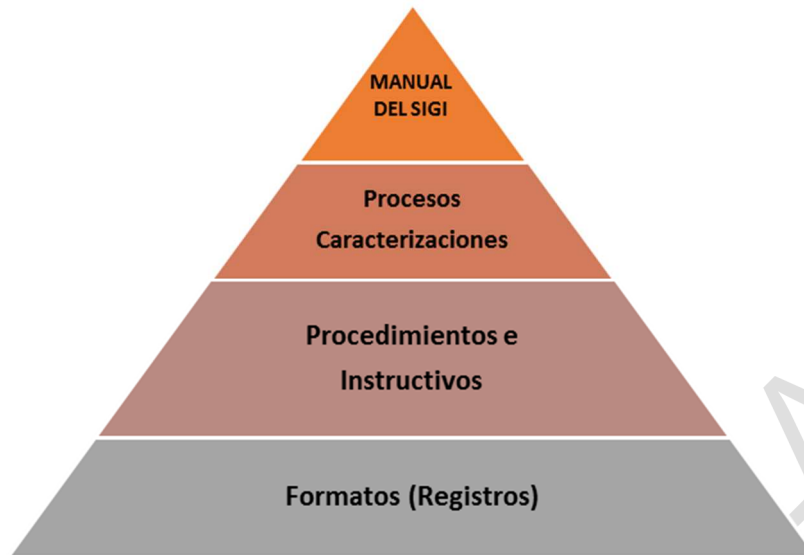 MANUAL
DEL SIGI
Procesos
Caracterizaciones
Procedimientos e
Instructivos
Formatos (Registros)